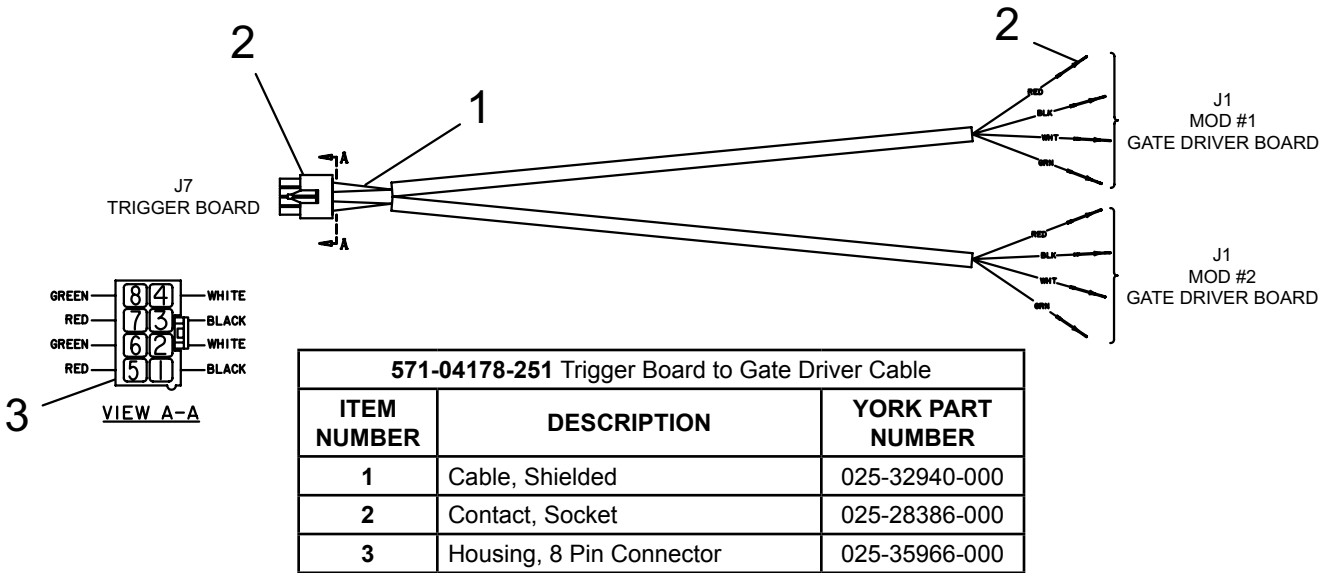 2
2
1
A
J7
TRIGGER BOARD
A
RED
BLK
WHT
GRN
J1
MOD #1
GATE DRIVER BOARD
RED
BLK
WHT
GRN
J1
MOD #2
GATE DRIVER BOARD
GREEN 8 4 WHITE
RED 7 3 BLACK
GREEN 6 2 WHITE
RED 5 1 BLACK
3
VIEW A-A
571-04178-251 Trigger Board to Gate Driver Cable
ITEM NUMBER DESCRIPTION YORK PART NUMBER
1 Cable, Shielded 025-32940-000
2 Contact, Socket 025-28386-000
3 Housing, 8 Pin Connector 025-35966-000